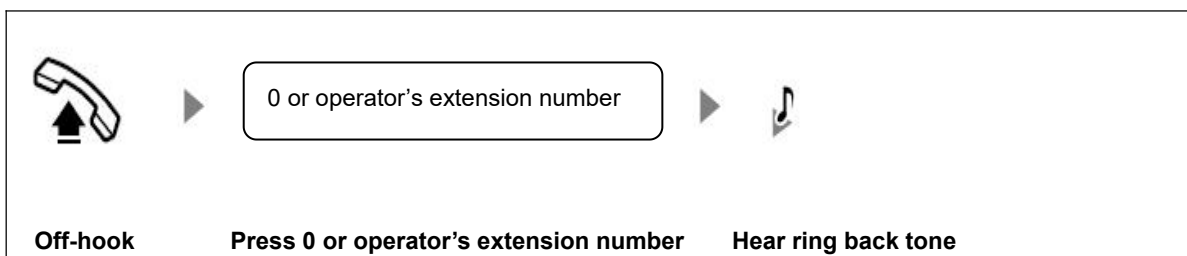 0 or operator’s extension number
Off-hook Press 0 or operator’s extension number Hear ring back tone